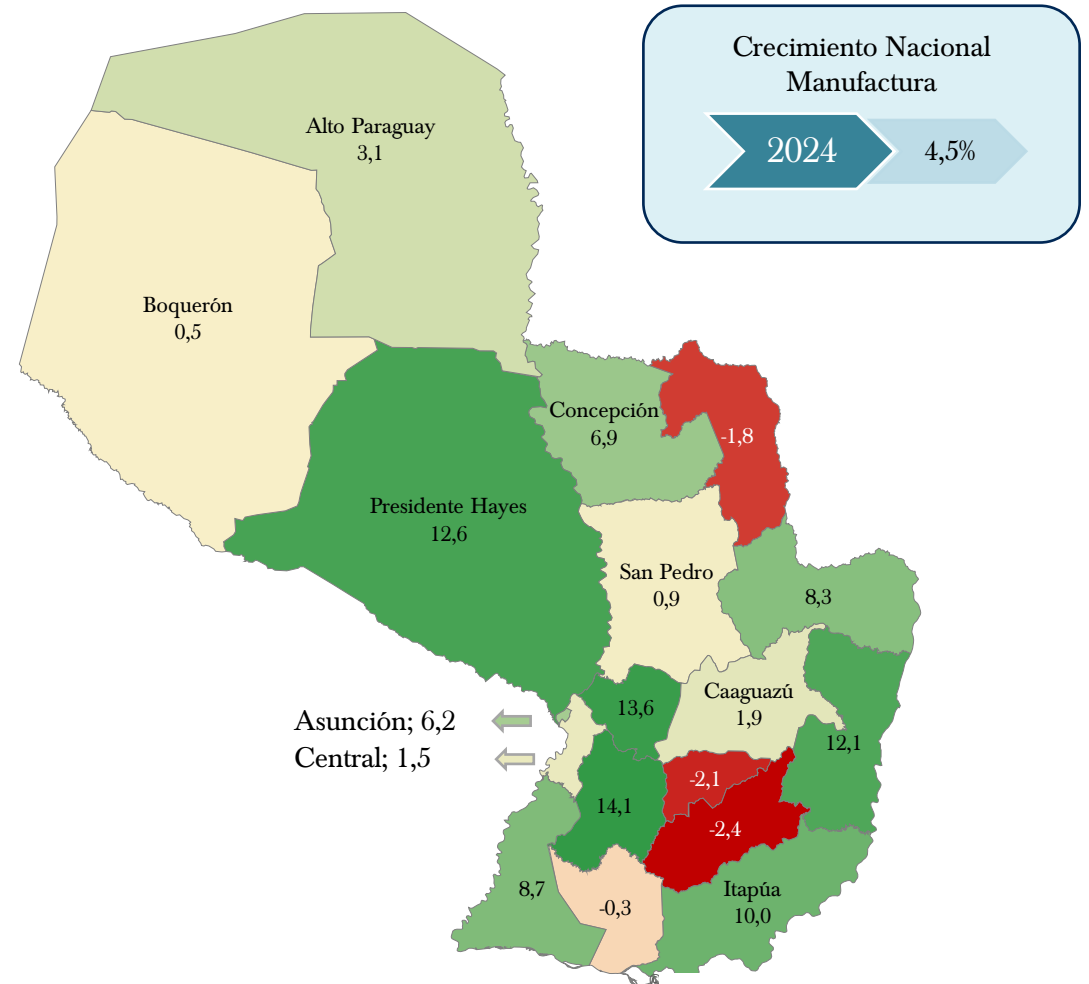 Crecimiento Nacional
Manufactura
2024
4,5%
Alto Paraguay
3,1
Boquerón
0,5
Concepción
6,9
-1,8
Presidente Hayes
12,6
San Pedro
0,9
8,3
Caaguazú
1,9
13,6
Asunción; 6,2
Central; 1,5
12,1
-2,1
14,1
-2,4
8,7
-0,3
Itapúa
10,0